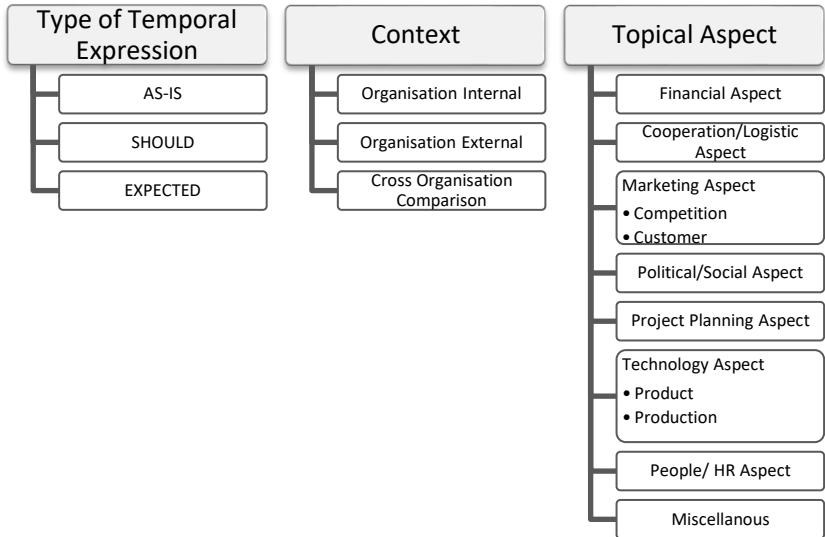 Type of Temporal
Expression
AS-IS
SHOULD
EXPECTED
Context
Organisation Internal
Organisation External
Cross Organisation
Comparison
Topical Aspect
Financial Aspect
Cooperation/Logistic
Aspect
Marketing Aspect
• Competition
• Customer
Political/Social Aspect
Project Planning Aspect
Technology Aspect
• Product
• Production
People/ HR Aspect
Miscellanous